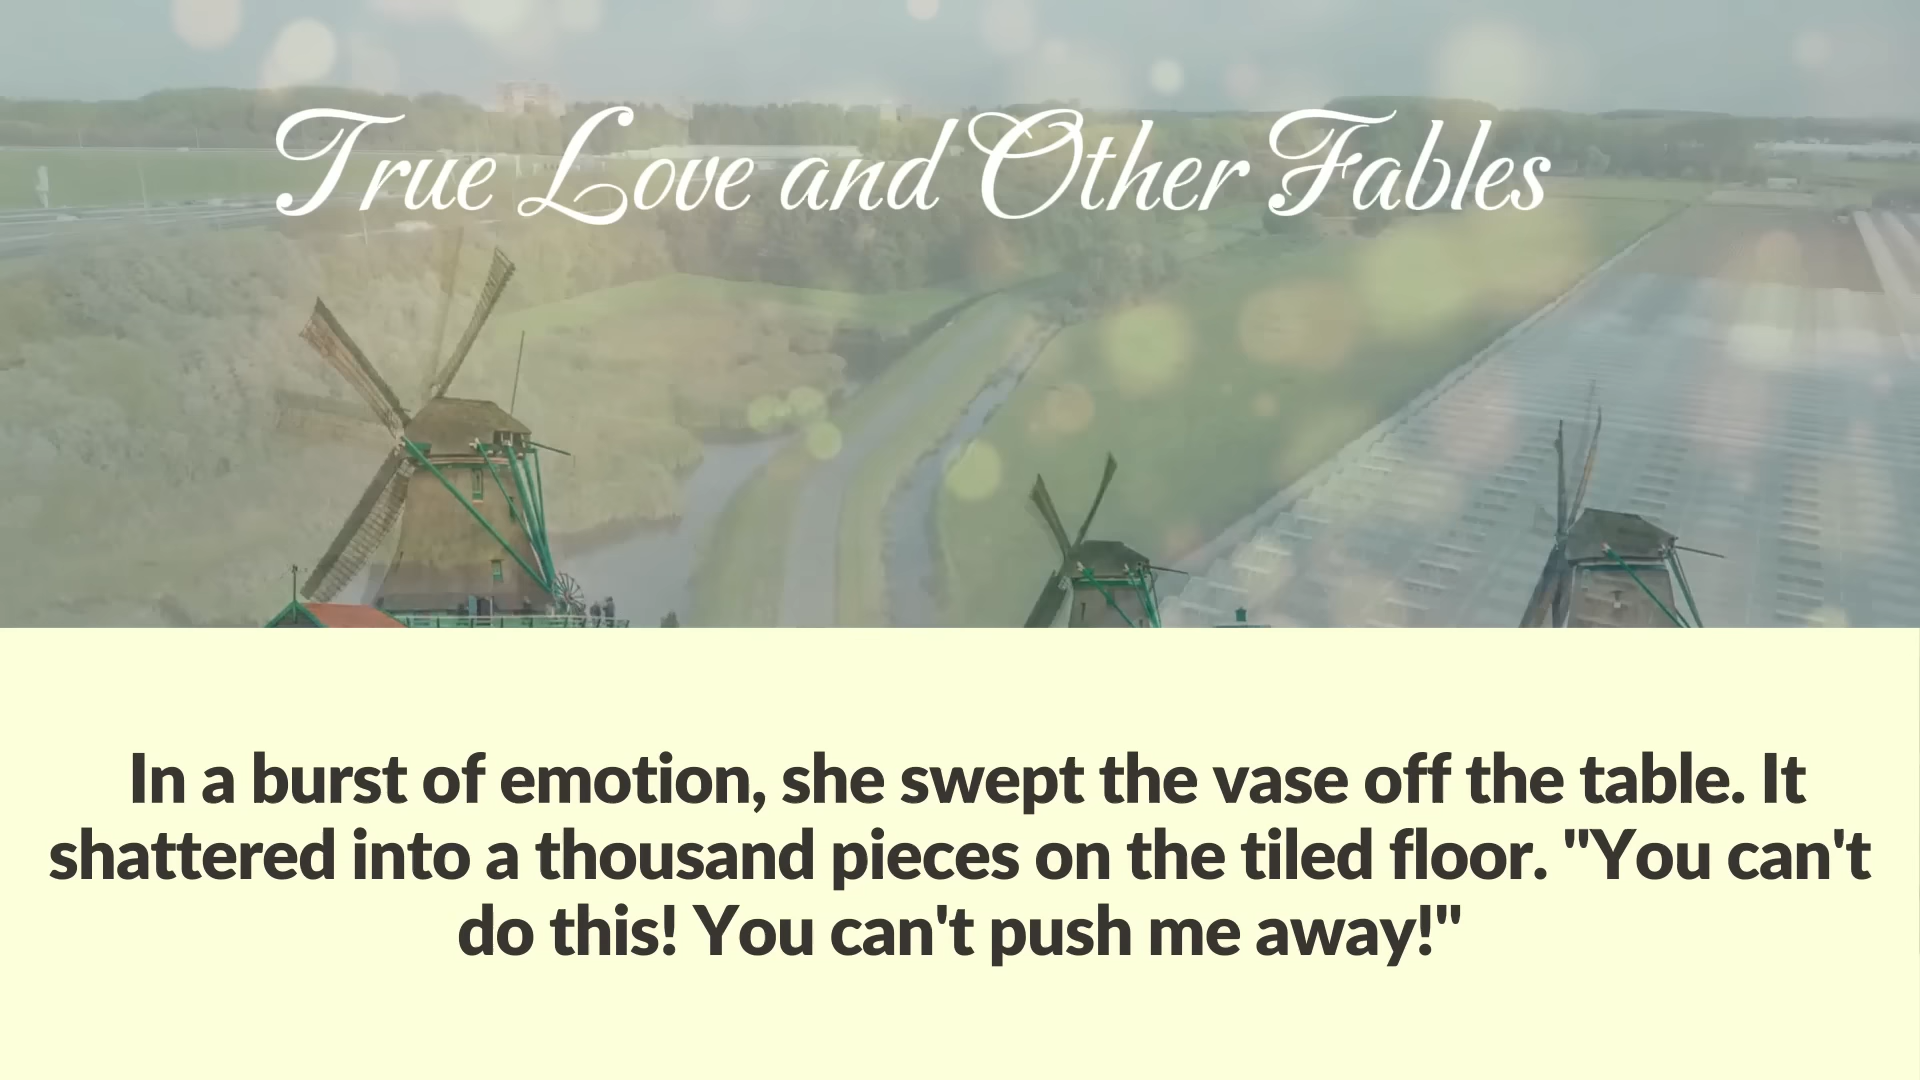 True Love and Other Fables
In a burst of emotion, she swept the vase off the table. It
shattered into a thousand pieces on the tiled floor. "You can't
do this! You can't push me away!"